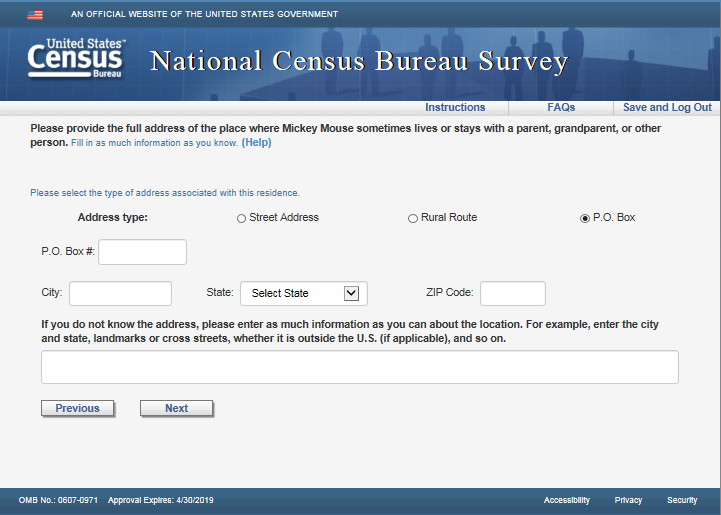 AN OFFICIAL WEBSITE OF THE UNITED STATES GOVERNMENT
United States™
Census
Bureau
National Census Bureau Survey
Instructions FAQs Save and Log Out
Please provide the full address of the place where Mickey Mouse sometimes lives or stays with a parent, grandparent, or other
person. Fill in as much information as you know. (Help)
Please select the type of address associated with this residence.
Address type: Street Address Rural Route P.O. Box
P.O. Box #:
City: State: Select State ZIP Code:
If you do not know the address, please enter as much information as you can about the location. For example, enter the city
and state, landmarks or cross streets, whether it is outside the U.S. (if applicable), and so on.
Previous Next
OMB No.: 0607-0971 Approval Expires: 4/30/2019 Accessibility Privacy Security